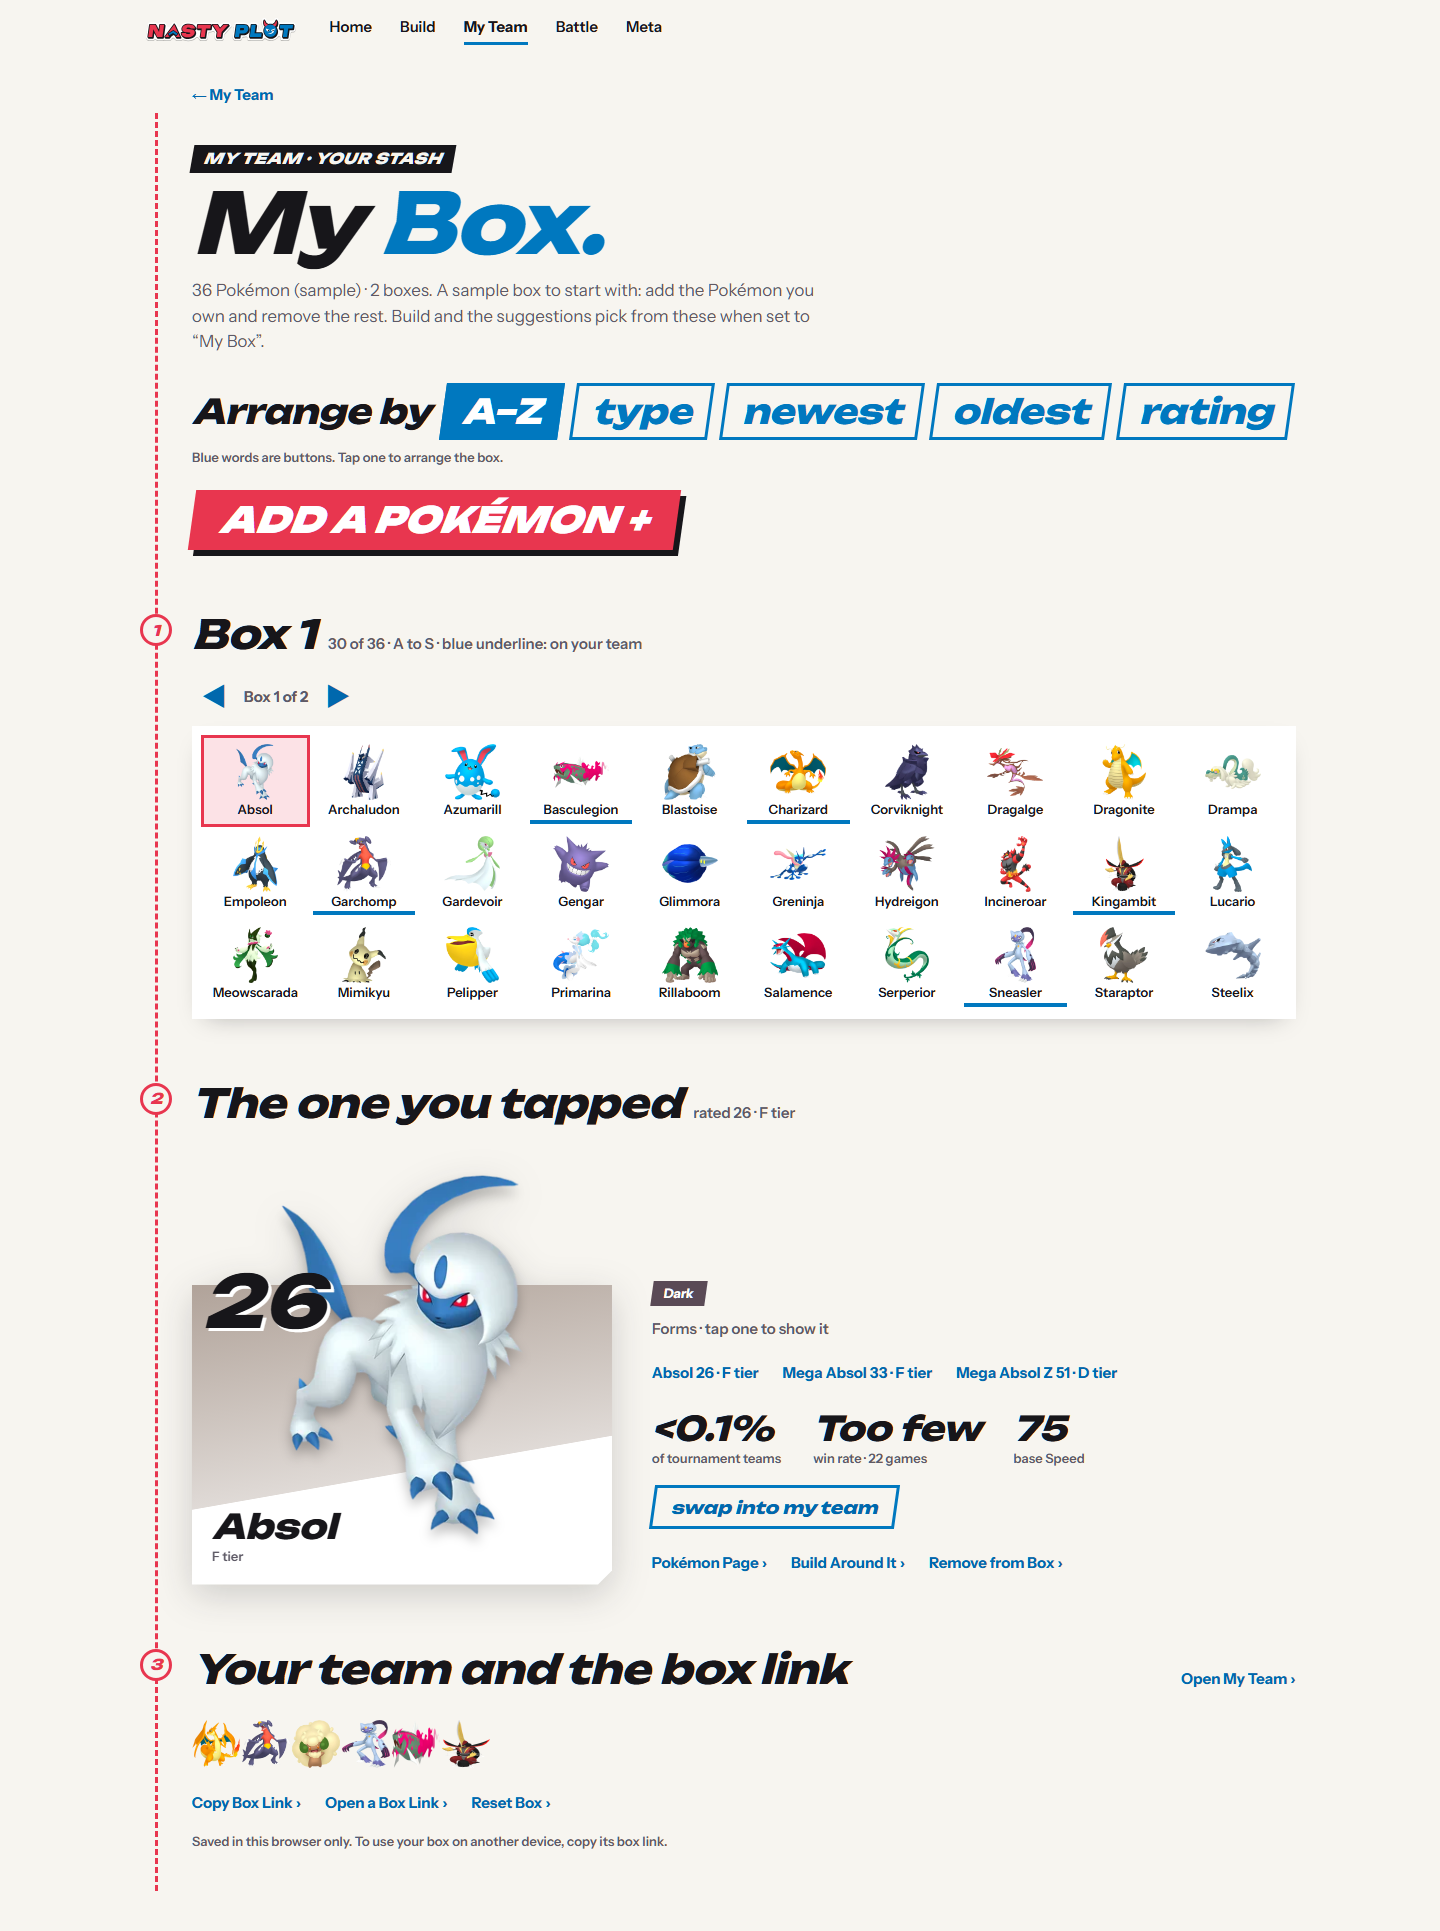 NASTY PLOT
Home Build My Team Battle Meta
← My Team
MY TEAM · YOUR STASH
My Box.
36 Pokémon (sample) · 2 boxes. A sample box to start with: add the Pokémon you
own and remove the rest. Build and the suggestions pick from these when set to
“My Box”.
Arrange by A–Z type newest oldest rating
Blue words are buttons. Tap one to arrange the box.
ADD A POKÉMON +
1 Box 1 30 of 36 · A to S · blue underline: on your team
◀ Box 1 of 2 ▶
Absol Archaludon Azumarill Basculegion Blastoise Charizard Corviknight Dragalge Dragonite Drampa
Empoleon Garchomp Gardevoir Gengar Glimmora Greninja Hydreigon Incineroar Kingambit Lucario
Meowscarada Mimikyu Pelipper Primarina Rillaboom Salamence Serperior Sneasler Staraptor Steelix
2 The one you tapped rated 26 · F tier
26
Absol
F tier
Dark
Forms · tap one to show it
Absol 26 · F tier Mega Absol 33 · F tier Mega Absol Z 51 · D tier
<0.1% Too few 75
of tournament teams win rate · 22 games base Speed
swap into my team
Pokémon Page › Build Around It › Remove from Box ›
3 Your team and the box link Open My Team ›
Copy Box Link › Open a Box Link › Reset Box ›
Saved in this browser only. To use your box on another device, copy its box link.